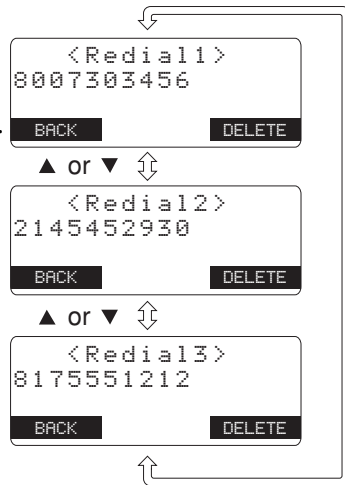 <Redial1>
8007303456
BACK DELETE
▲ or ▼
<Redial2>
2145452930
BACK DELETE
▲ or ▼
<Redial3>
8175551212
BACK DELETE